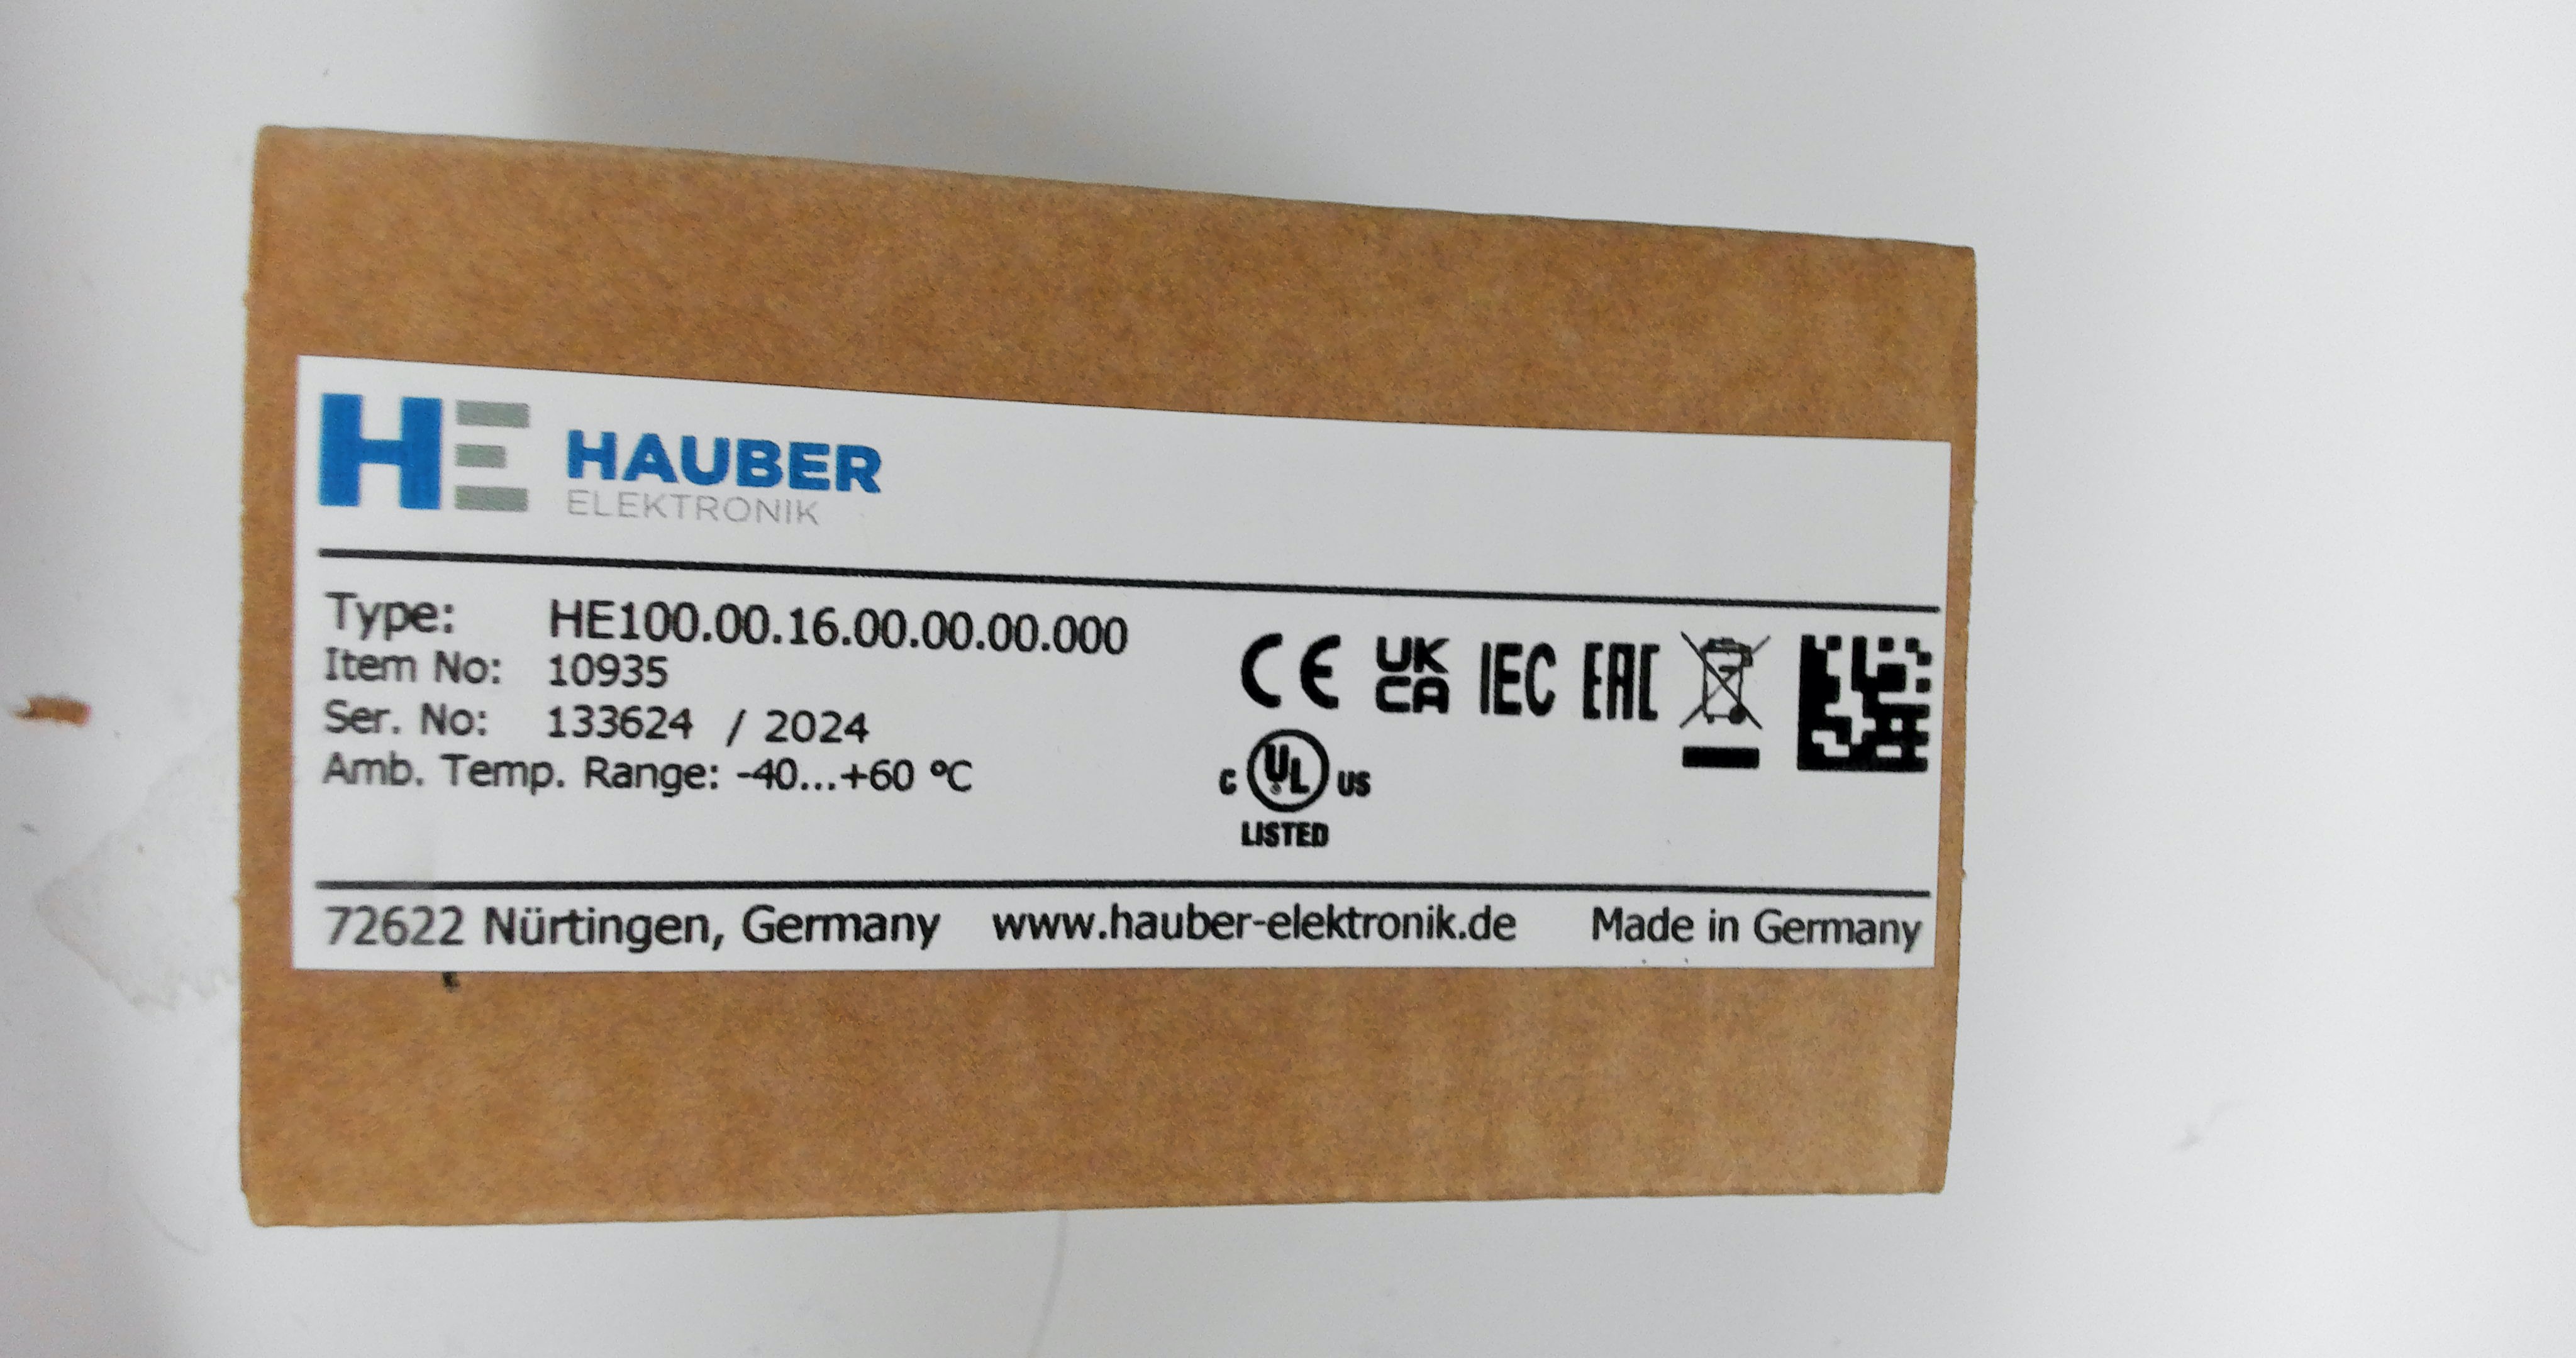 HE HAUBER
ELEKTRONIK
Type: HE100.00.16.00.00.00.000
Item No: 10935
Ser. No: 133624 / 2024
Amb. Temp. Range: -40...+60 °C
CE UK CA IEC EAC
C UL US
LISTED
72622 Nürtingen, Germany www.hauber-elektronik.de Made in Germany